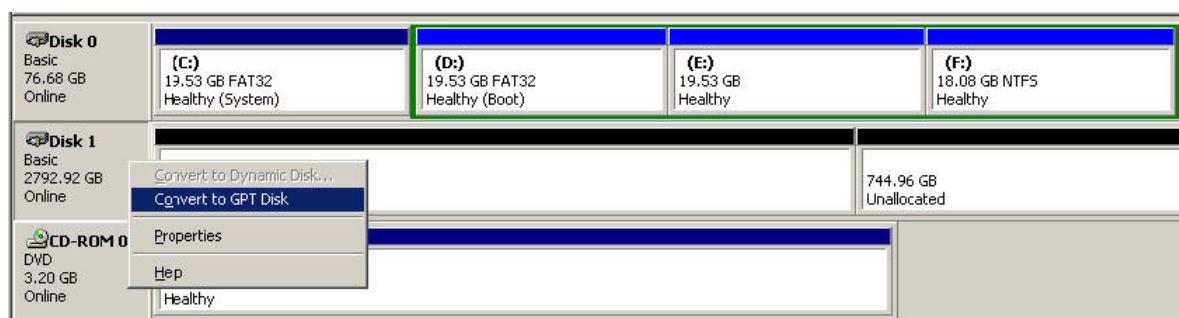 Disk 0
Basic
76.68 GB
Online
(C:)
19.53 GB FAT32
Healthy (System)
(D:)
19.53 GB FAT32
Healthy (Boot)
(E:)
19.53 GB
Healthy
(F:)
18.08 GB NTFS
Healthy
Disk 1
Basic
2792.92 GB
Online
744.96 GB
Unallocated
Convert to Dynamic Disk...
Convert to GPT Disk
Properties
Hep
CD-ROM 0
DVD
3.20 GB
Online
Healthy